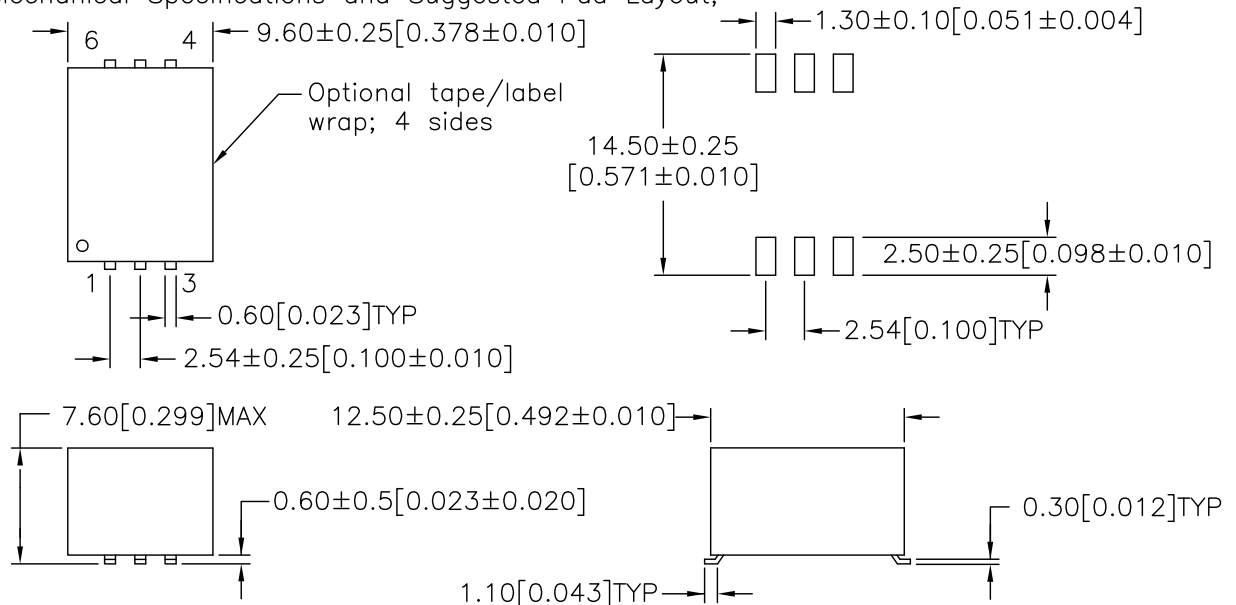 Mechanical Specifications and Suggested Pad Layout,
6 4 9.60±0.25[0.378±0.010]
1.30±0.10[0.051±0.004]
Optional tape/label
wrap; 4 sides
14.50±0.25
[0.571±0.010]
2.50±0.25[0.098±0.010]
1 3
0.60[0.023]TYP
2.54[0.100]TYP
2.54±0.25[0.100±0.010]
7.60[0.299]MAX
12.50±0.25[0.492±0.010]
0.60±0.5[0.023±0.020]
0.30[0.012]TYP
1.10[0.043]TYP